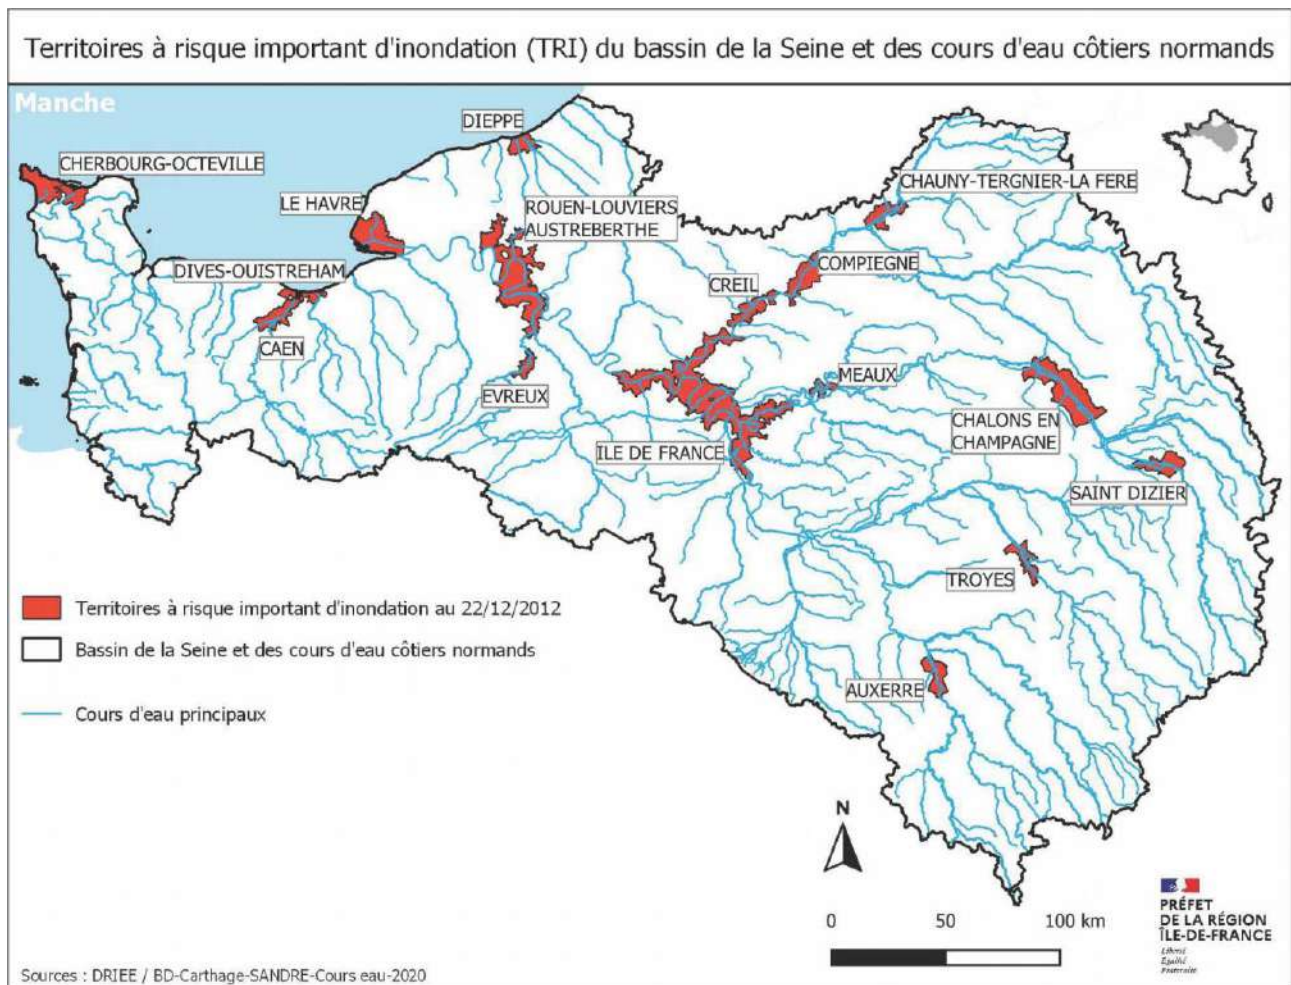 Territoires à risque important d'inondation (TRI) du bassin de la Seine et des cours d'eau côtiers normands
Manche
DIEPPE
CHERBOURG-OCTEVILLE
CHAUNY-TERGNIER-LA FERE
LE HAVRE
ROUEN-LOUVIERS
AUSTREBERTHE
DIVES-OUISTREHAM
COMPIEGNE
CREIL
CAEN
MEAUX
EVREUX
CHALONS EN
CHAMPAGNE
ILE DE FRANCE
SAINT DIZIER
TROYES
Territoires à risque important d'inondation au 22/12/2012
Bassin de la Seine et des cours d'eau côtiers normands
AUXERRE
Cours d'eau principaux
N
0 50 100 km
PRÉFET
DE LA RÉGION
ÎLE-DE-FRANCE
Liberté
Égalité
Fraternité
Sources : DRIEE / BD-Carthage-SANDRE-Cours eau-2020